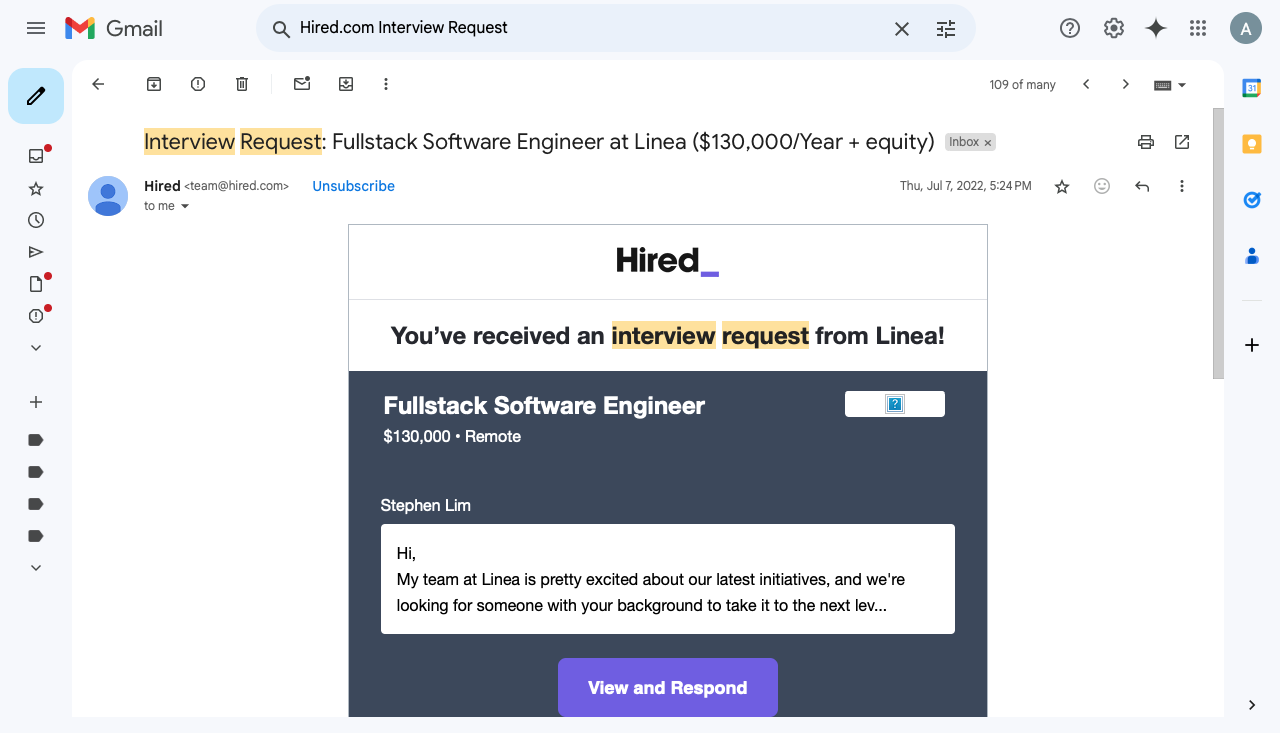 Gmail
Hired.com Interview Request
A
109 of many
Interview Request: Fullstack Software Engineer at Linea ($130,000/Year + equity)
Inbox ×
Hired <team@hired.com> Unsubscribe
Thu, Jul 7, 2022, 5:24 PM
to me
31
Hired_
You’ve received an interview request from Linea!
Fullstack Software Engineer
?
$130,000 • Remote
Stephen Lim
Hi,
My team at Linea is pretty excited about our latest initiatives, and we're
looking for someone with your background to take it to the next lev...
View and Respond